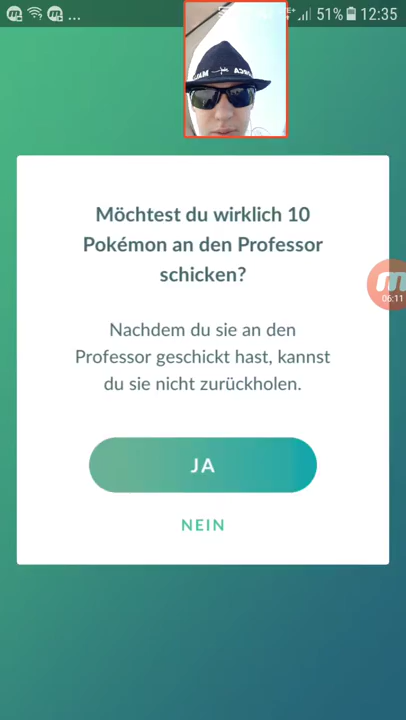 ... E+ 51% 12:35
Möchtest du wirklich 10
Pokémon an den Professor
schicken?
06:11
Nachdem du sie an den
Professor geschickt hast, kannst
du sie nicht zurückholen.
JA
NEIN